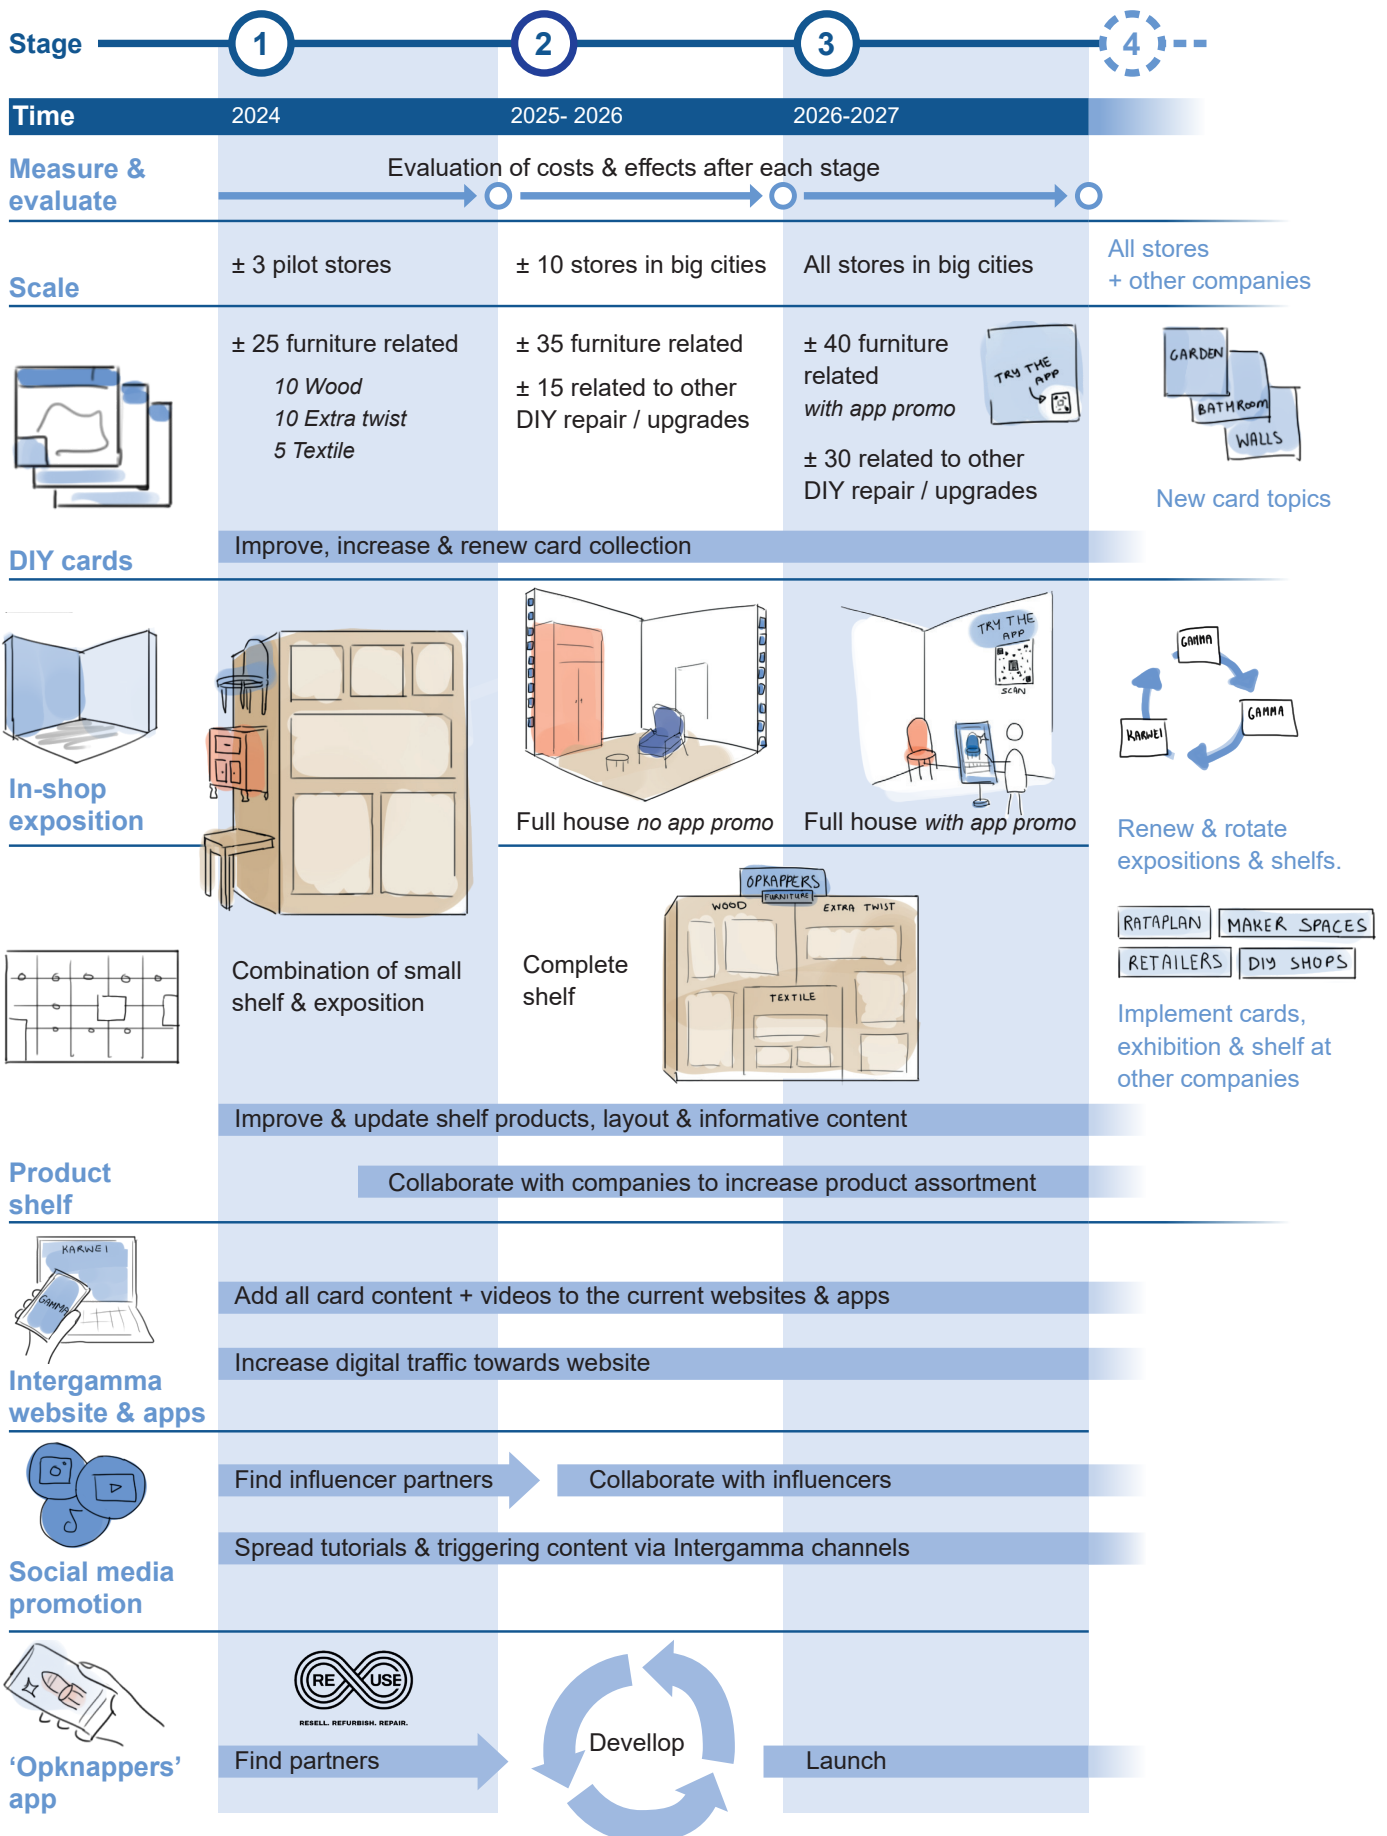 Stage 1 2 3 4
Time 2024 2025- 2026 2026-2027
Measure &
evaluate
Evaluation of costs & effects after each stage
Scale
± 3 pilot stores
± 10 stores in big cities
All stores in big cities
All stores
+ other companies
± 25 furniture related
10 Wood
10 Extra twist
5 Textile
± 35 furniture related
± 15 related to other
DIY repair / upgrades
± 40 furniture
related
with app promo
± 30 related to other
DIY repair / upgrades
TRY THE
APP
GARDEN
BATHROOM
WALLS
New card topics
DIY cards
Improve, increase & renew card collection
In-shop
exposition
Full house no app promo
TRY THE
APP
SCAN
Full house with app promo
GAMMA
GAMMA
KARWEI
Renew & rotate
expositions & shelfs.
Combination of small
shelf & exposition
Complete
shelf
OPKAPPERS
FURNITURE
WOOD
EXTRA TWIST
TEXTILE
RATAPLAN
MAKER SPACES
RETAILERS
DIY SHOPS
Implement cards,
exhibition & shelf at
other companies
Improve & update shelf products, layout & informative content
Product
shelf
Collaborate with companies to increase product assortment
KARWEI
GAMMA
Intergamma
website & apps
Add all card content + videos to the current websites & apps
Increase digital traffic towards website
Social media
promotion
Find influencer partners
Collaborate with influencers
Spread tutorials & triggering content via Intergamma channels
'Opknappers'
app
RE USE
RESELL. REFURBISH. REPAIR.
Find partners
Devellop
Launch